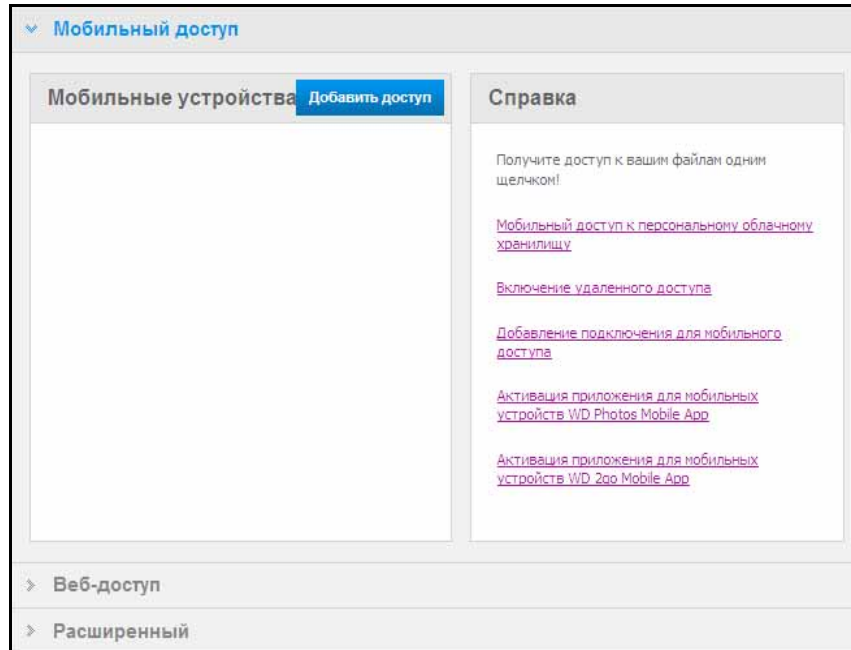 Мобильный доступ
Мобильные устройства
Добавить доступ
Справка
Получите доступ к вашим файлам одним
щелчком!
Мобильный доступ к персональному облачному
хранилищу
Включение удаленного доступа
Добавление подключения для мобильного
доступа
Активация приложения для мобильных
устройств WD Photos Mobile App
Активация приложения для мобильных
устройств WD 2go Mobile App
Веб-доступ
Расширенный